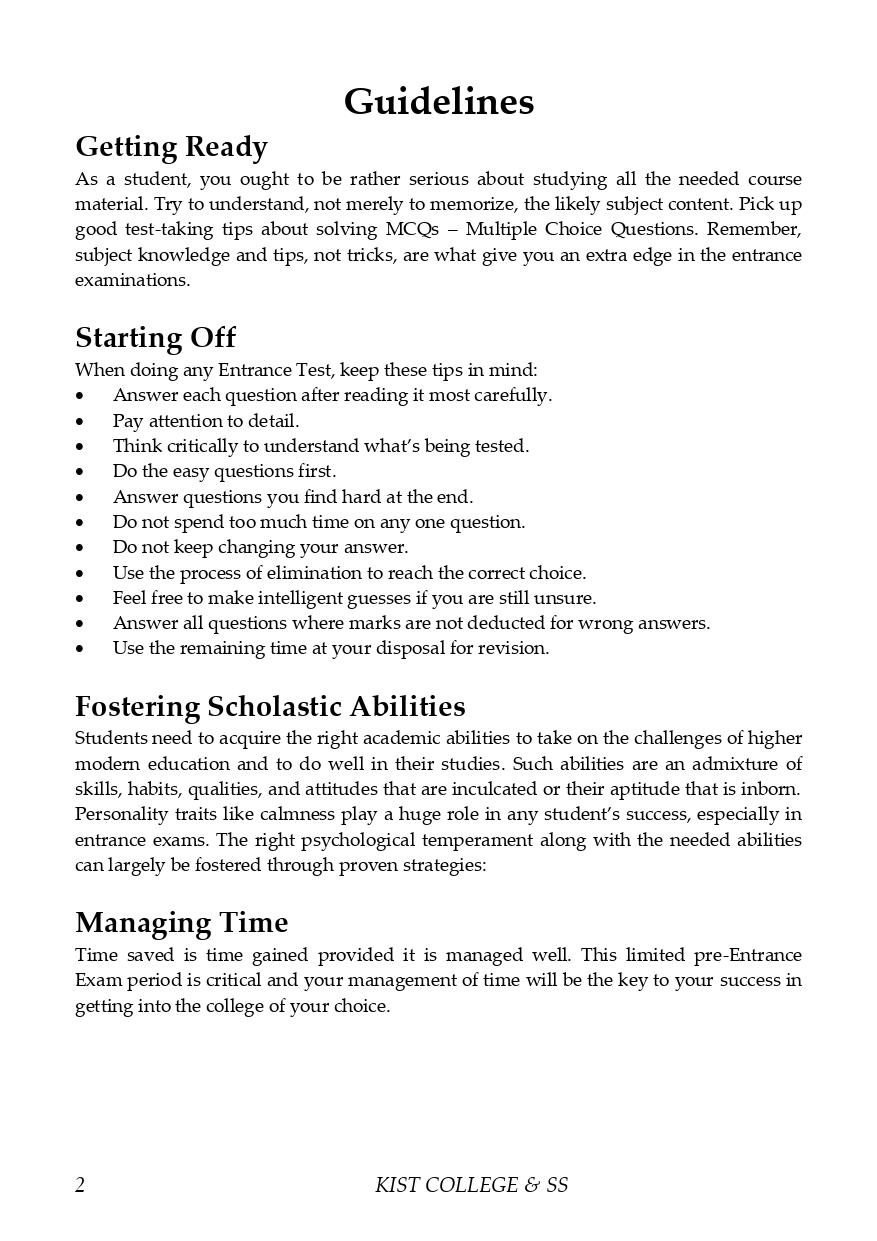 Guidelines
Getting Ready
As a student, you ought to be rather serious about studying all the needed course
material. Try to understand, not merely to memorize, the likely subject content. Pick up
good test-taking tips about solving MCQs – Multiple Choice Questions. Remember,
subject knowledge and tips, not tricks, are what give you an extra edge in the entrance
examinations.
Starting Off
When doing any Entrance Test, keep these tips in mind:
• Answer each question after reading it most carefully.
• Pay attention to detail.
• Think critically to understand what’s being tested.
• Do the easy questions first.
• Answer questions you find hard at the end.
• Do not spend too much time on any one question.
• Do not keep changing your answer.
• Use the process of elimination to reach the correct choice.
• Feel free to make intelligent guesses if you are still unsure.
• Answer all questions where marks are not deducted for wrong answers.
• Use the remaining time at your disposal for revision.
Fostering Scholastic Abilities
Students need to acquire the right academic abilities to take on the challenges of higher
modern education and to do well in their studies. Such abilities are an admixture of
skills, habits, qualities, and attitudes that are inculcated or their aptitude that is inborn.
Personality traits like calmness play a huge role in any student’s success, especially in
entrance exams. The right psychological temperament along with the needed abilities
can largely be fostered through proven strategies:
Managing Time
Time saved is time gained provided it is managed well. This limited pre-Entrance
Exam period is critical and your management of time will be the key to your success in
getting into the college of your choice.
2 KIST COLLEGE & SS